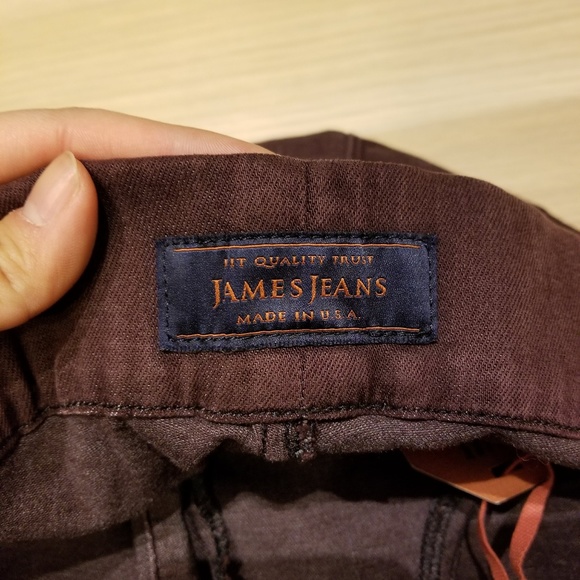 FIT QUALITY TRUST
JAMES JEANS
MADE IN U.S.A.